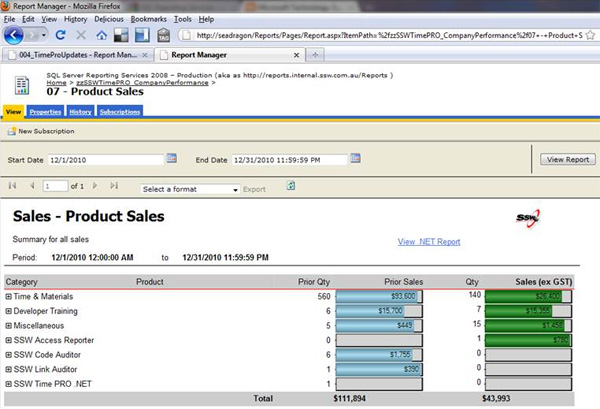 Report Manager - Mozilla Firefox
File Edit View History Bookmarks Delicious Tools Help
http://seadragon/Reports/Pages/Report.aspx?ItemPath=%2fzzSSWTimePRO_CompanyPerformance%2f07+-+Product+S
004_TimeProUpdates - Report Man... Report Manager
SQL Server Reporting Services 2008 – Production (aka as http://reports.internal.ssw.com.au/Reports )
Home > zzSSWTimePRO_CompanyPerformance >
07 - Product Sales
View Properties History Subscriptions
New Subscription
Start Date 12/1/2010 End Date 12/31/2010 11:59:59 PM View Report
1 of 1 Select a format Export
Sales - Product Sales
SSW
Summary for all sales
View .NET Report
Period: 12/1/2010 12:00:00 AM to 12/31/2010 11:59:59 PM
Category Product Prior Qty Prior Sales Qty Sales (ex GST)
Time & Materials 560 $93,600 140 $26,400
Developer Training 6 $15,700 7 $15,355
Miscellaneous 5 $449 15 $1,458
SSW Access Reporter 0 1 $780
SSW Code Auditor 6 $1,755 0
SSW Link Auditor 1 $390 0
SSW Time PRO .NET 1 0
Total $111,894 $43,993